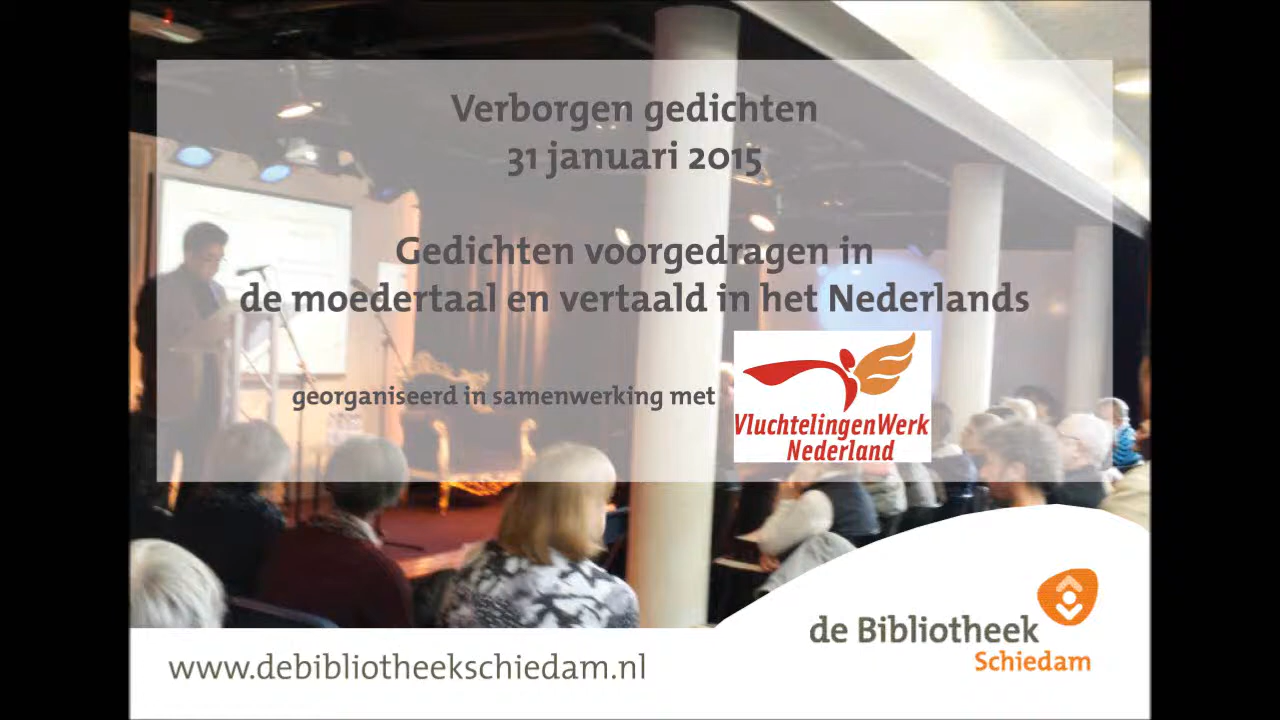 Verborgen gedichten
31 januari 2015
Gedichten voorgedragen in
de moedertaal en vertaald in het Nederlands
georganiseerd in samenwerking met
VluchtelingenWerk
Nederland
de Bibliotheek
Schiedam
www.debibliotheekschiedam.nl